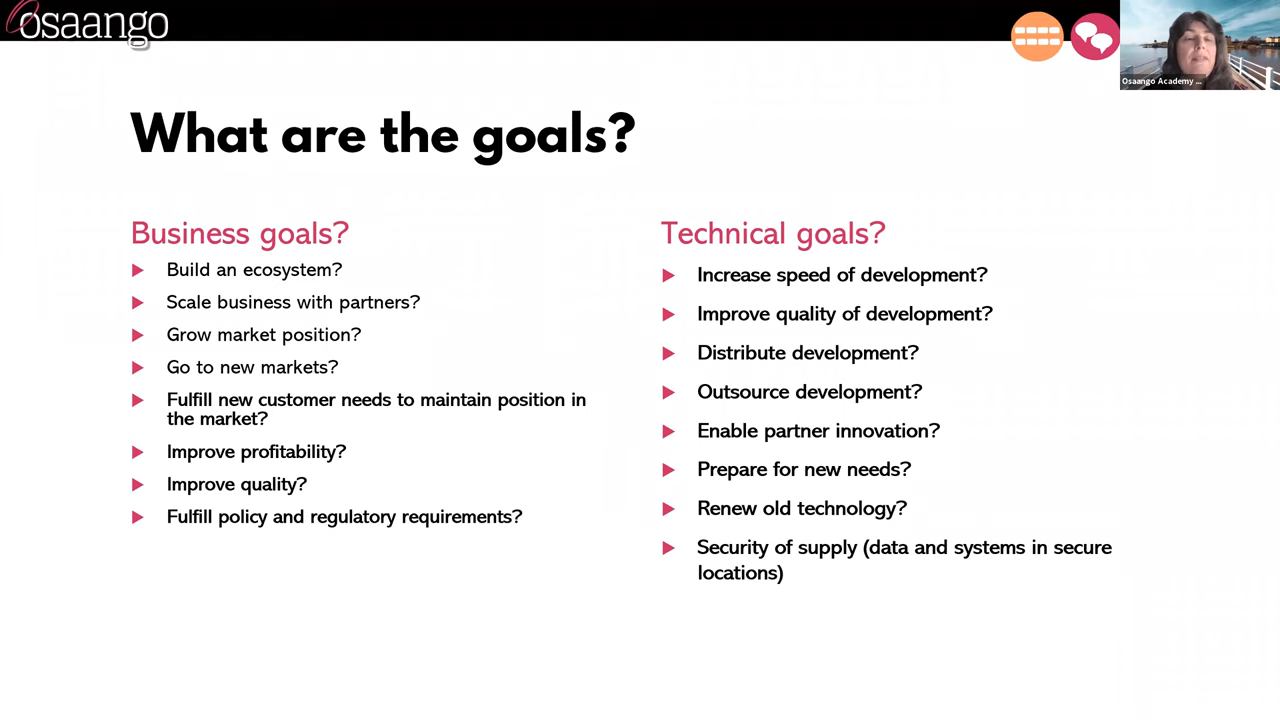 osaango
Osaango Academy ...
What are the goals?
Business goals?
Build an ecosystem?
Scale business with partners?
Grow market position?
Go to new markets?
Fulfill new customer needs to maintain position in
the market?
Improve profitability?
Improve quality?
Fulfill policy and regulatory requirements?
Technical goals?
Increase speed of development?
Improve quality of development?
Distribute development?
Outsource development?
Enable partner innovation?
Prepare for new needs?
Renew old technology?
Security of supply (data and systems in secure
locations)